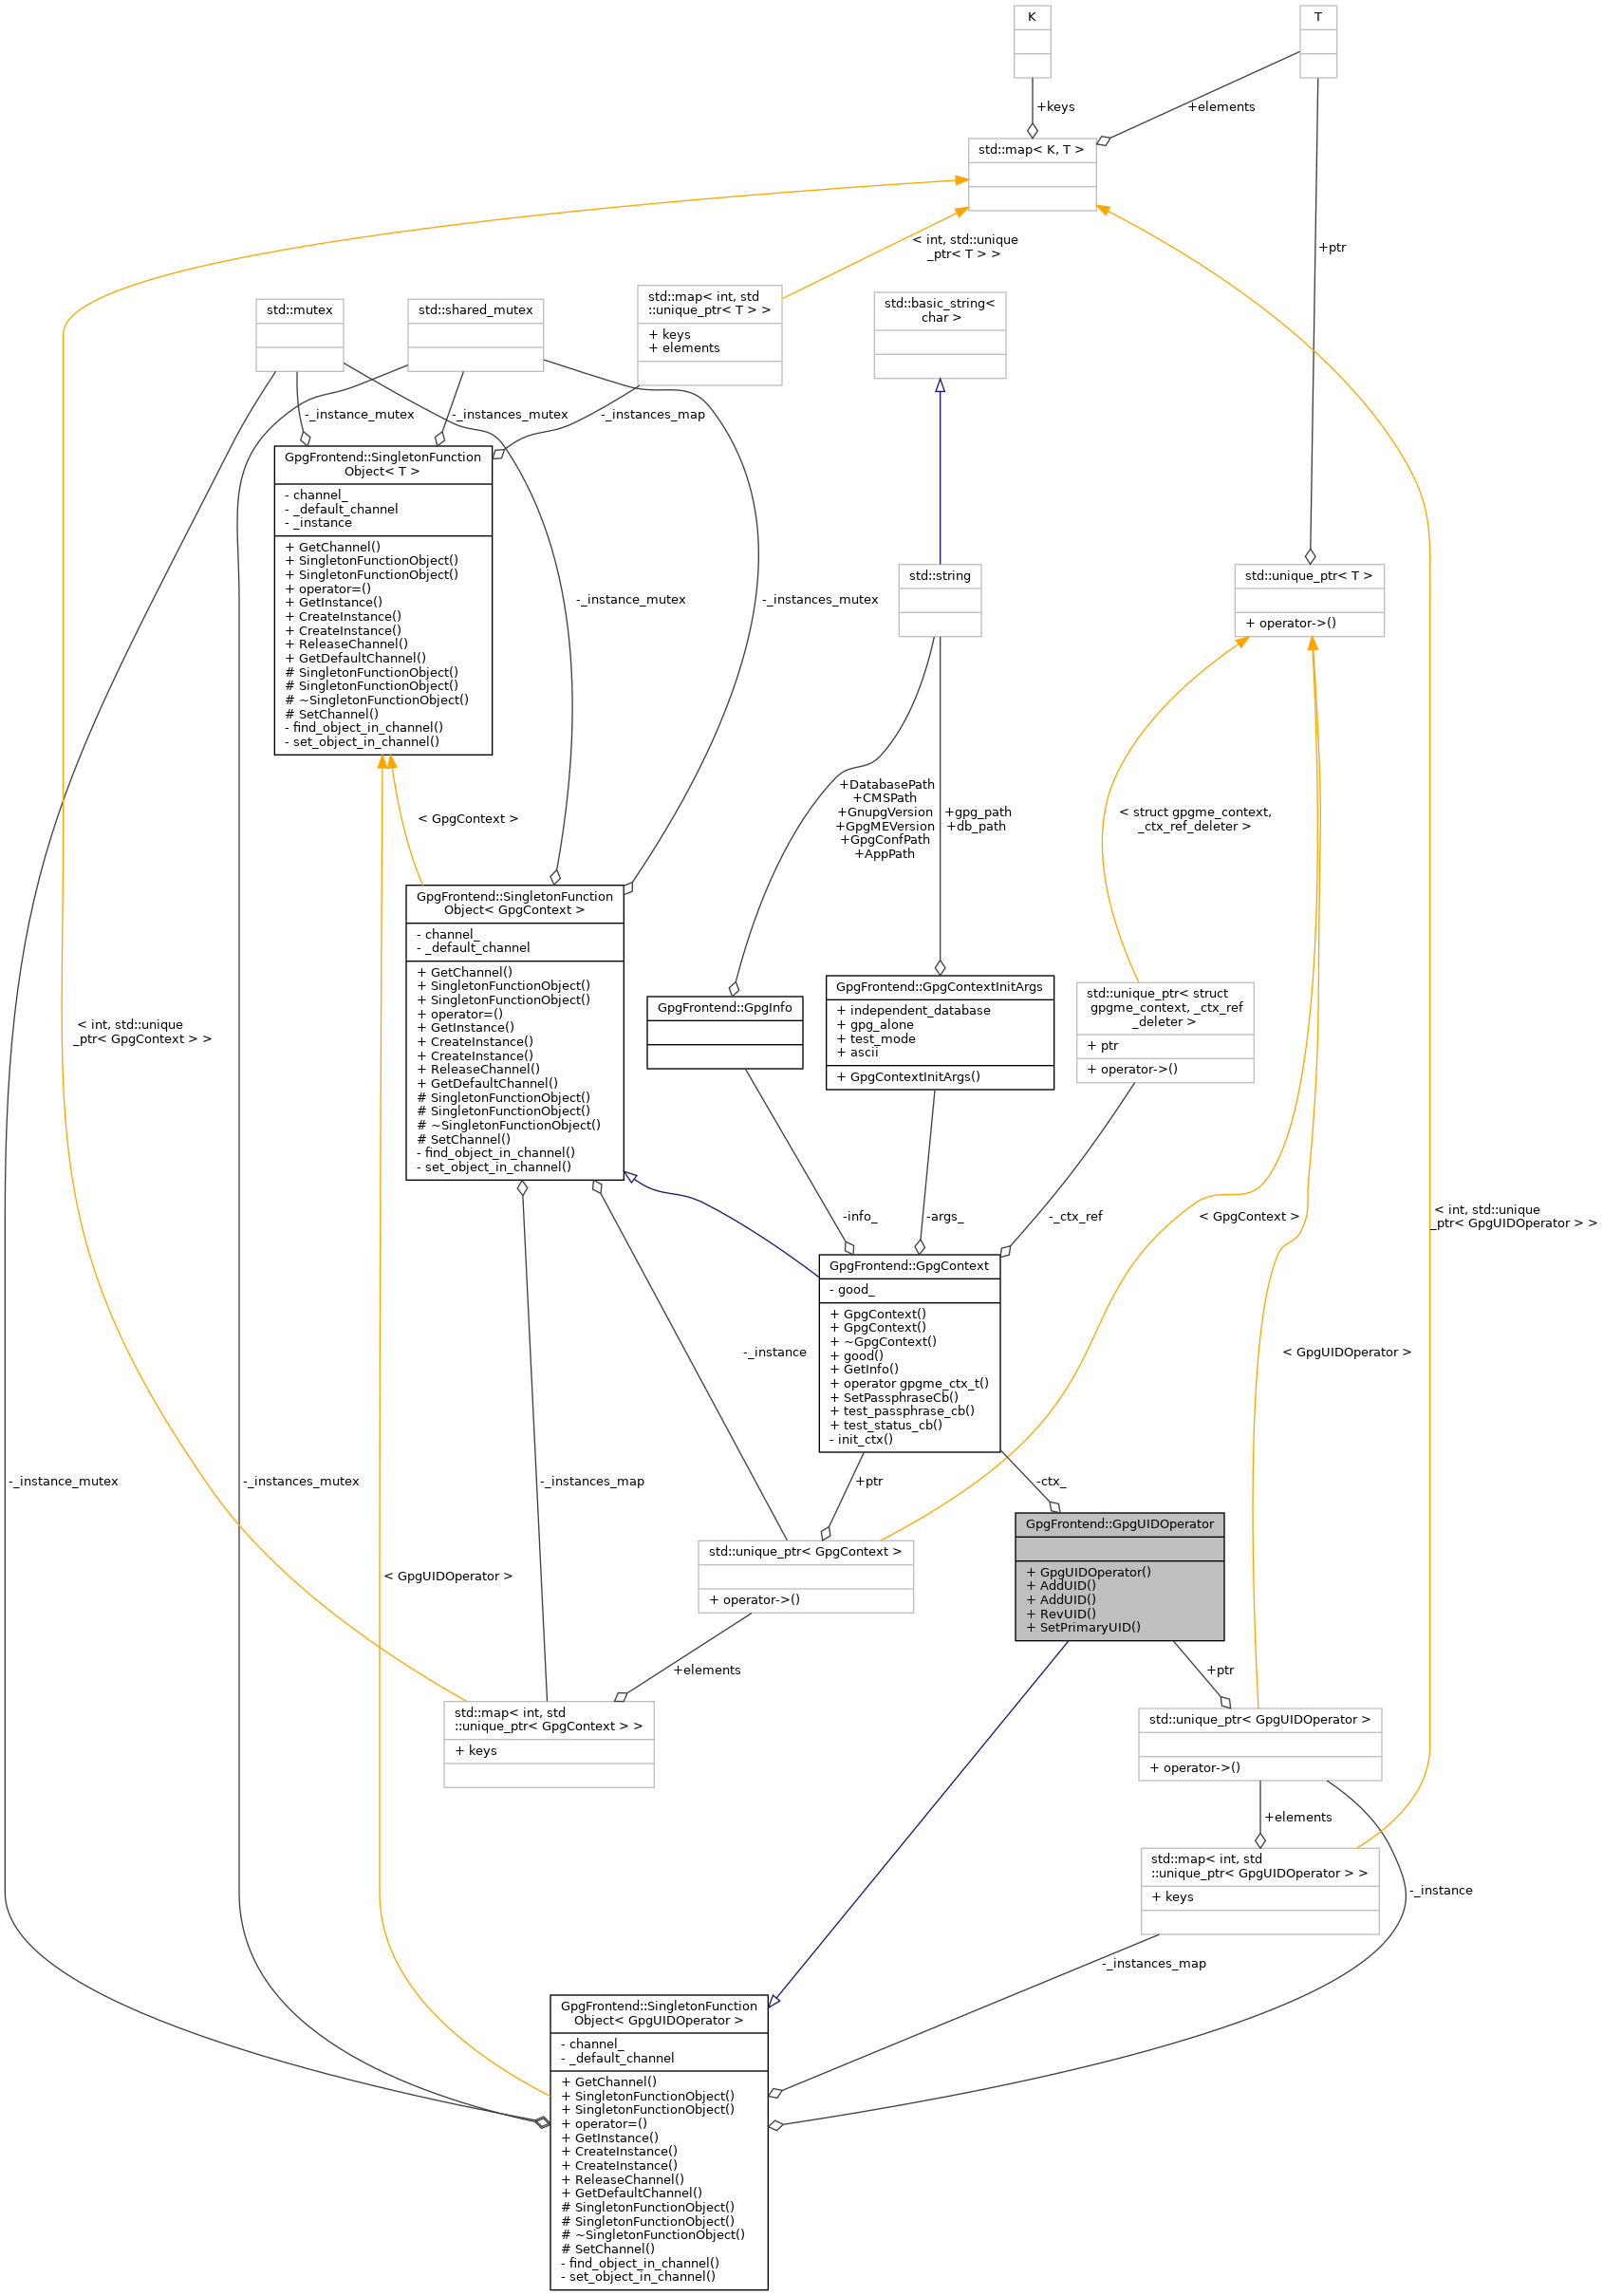 K
T
+keys
+elements
std::map< K, T >
+ptr
< int, std::unique
_ptr< T > >
std::mutex
std::shared_mutex
std::map< int, std
::unique_ptr< T > >
+ keys
+ elements
std::basic_string<
char >
-_instance_mutex
-_instances_mutex
-_instances_map
GpgFrontend::SingletonFunction
Object< T >
- channel_
- _default_channel
- _instance
+ GetChannel()
+ SingletonFunctionObject()
+ SingletonFunctionObject()
+ operator=()
+ GetInstance()
+ CreateInstance()
+ CreateInstance()
+ ReleaseChannel()
+ GetDefaultChannel()
# SingletonFunctionObject()
# SingletonFunctionObject()
# ~SingletonFunctionObject()
# SetChannel()
- find_object_in_channel()
- set_object_in_channel()
-_instance_mutex
-_instances_mutex
std::string
std::unique_ptr< T >
+ operator->()
+DatabasePath
+CMSPath
+GnupgVersion
+GpgMEVersion
+GpgConfPath
+AppPath
+gpg_path
+db_path
< struct gpgme_context,
_ctx_ref_deleter >
< GpgContext >
GpgFrontend::SingletonFunction
Object< GpgContext >
- channel_
- _default_channel
+ GetChannel()
+ SingletonFunctionObject()
+ SingletonFunctionObject()
+ operator=()
+ GetInstance()
+ CreateInstance()
+ CreateInstance()
+ ReleaseChannel()
+ GetDefaultChannel()
# SingletonFunctionObject()
# SingletonFunctionObject()
# ~SingletonFunctionObject()
# SetChannel()
- find_object_in_channel()
- set_object_in_channel()
GpgFrontend::GpgInfo
GpgFrontend::GpgContextInitArgs
+ independent_database
+ gpg_alone
+ test_mode
+ ascii
+ GpgContextInitArgs()
std::unique_ptr< struct
gpgme_context, _ctx_ref
_deleter >
+ ptr
+ operator->()
< int, std::unique
_ptr< GpgContext > >
-info_
-args_
-_ctx_ref
< GpgContext >
< int, std::unique
_ptr< GpgUIDOperator > >
GpgFrontend::GpgContext
- good_
+ GpgContext()
+ GpgContext()
+ ~GpgContext()
+ good()
+ GetInfo()
+ operator gpgme_ctx_t()
+ SetPassphraseCb()
+ test_passphrase_cb()
+ test_status_cb()
- init_ctx()
-_instance
< GpgUIDOperator >
-_instance_mutex
-_instances_mutex
-_instances_map
+ptr
-ctx_
GpgFrontend::GpgUIDOperator
+ GpgUIDOperator()
+ AddUID()
+ AddUID()
+ RevUID()
+ SetPrimaryUID()
std::unique_ptr< GpgContext >
+ operator->()
< GpgUIDOperator >
+elements
+ptr
std::map< int, std
::unique_ptr< GpgContext > >
+ keys
std::unique_ptr< GpgUIDOperator >
+ operator->()
+elements
std::map< int, std
::unique_ptr< GpgUIDOperator > >
+ keys
-_instance
-_instances_map
GpgFrontend::SingletonFunction
Object< GpgUIDOperator >
- channel_
- _default_channel
+ GetChannel()
+ SingletonFunctionObject()
+ SingletonFunctionObject()
+ operator=()
+ GetInstance()
+ CreateInstance()
+ CreateInstance()
+ ReleaseChannel()
+ GetDefaultChannel()
# SingletonFunctionObject()
# SingletonFunctionObject()
# ~SingletonFunctionObject()
# SetChannel()
- find_object_in_channel()
- set_object_in_channel()